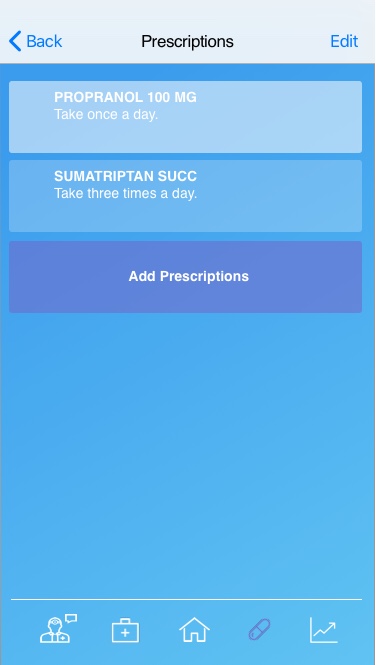 Back
Prescriptions
Edit
PROPRANOL 100 MG
Take once a day.
SUMATRIPTAN SUCC
Take three times a day.
Add Prescriptions